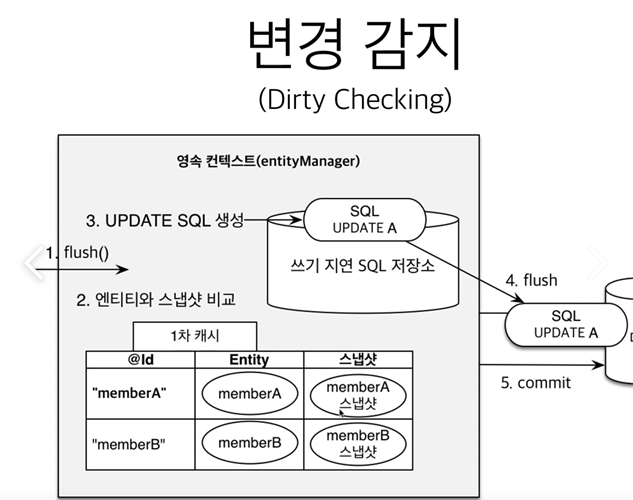 변경 감지
(Dirty Checking)
영속 컨텍스트(entityManager)
SQL
UPDATE A
3. UPDATE SQL 생성
쓰기 지연 SQL 저장소
1. flush()
2. 엔티티와 스냅샷 비교
4. flush
SQL
UPDATE A
D
5. commit
1차 캐시
@Id
Entity
스냅샷
"memberA"
memberA
memberA
스냅샷
"memberB"
memberB
memberB
스냅샷